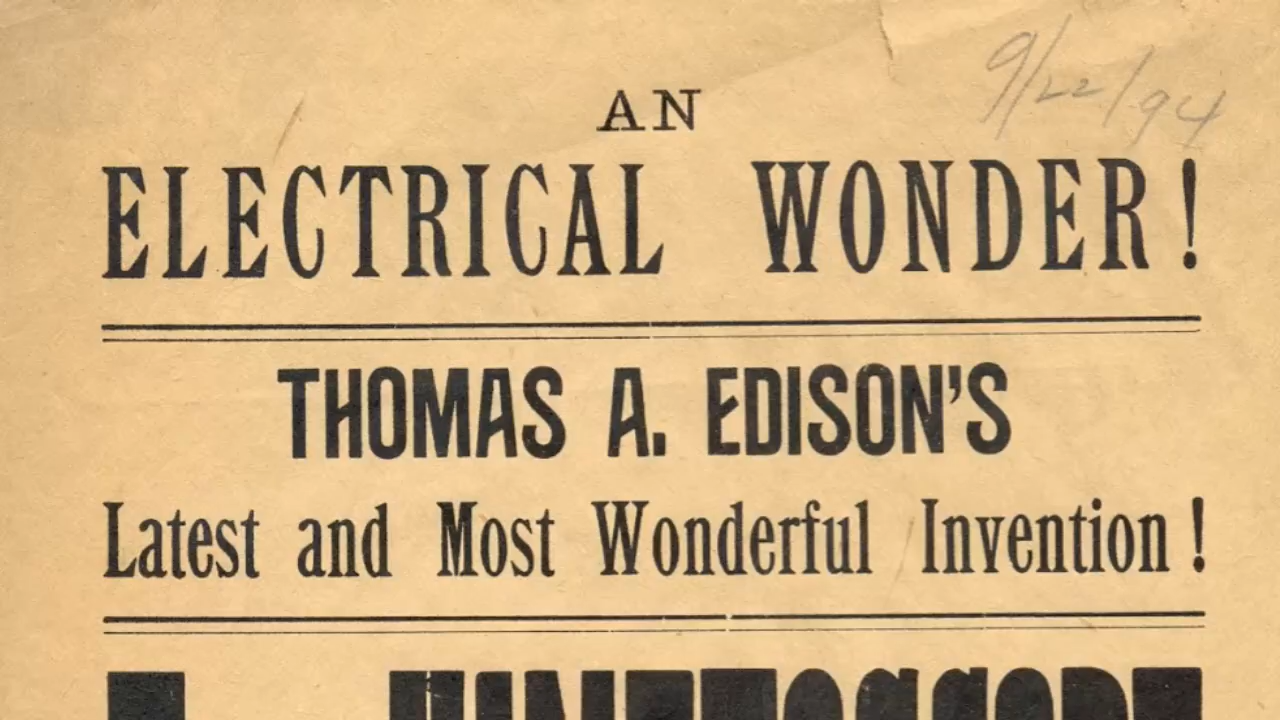 9/22/94
AN
ELECTRICAL WONDER!
THOMAS A. EDISON'S
Latest and Most Wonderful Invention!